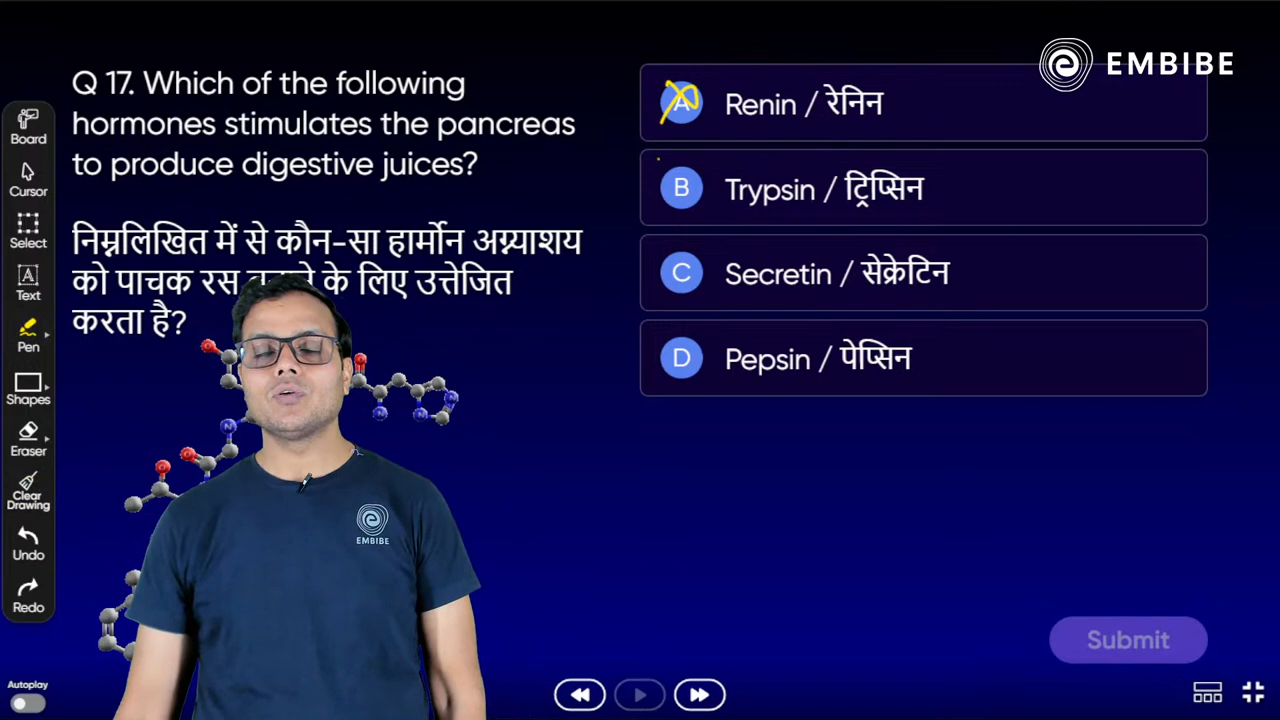 EMBIBE
Q 17. Which of the following
hormones stimulates the pancreas
to produce digestive juices?
निम्नलिखित में से कौन-सा हार्मोन अग्न्याशय
को पाचक रस के लिए उत्तेजित
करता है?
A Renin / रेनिन
B Trypsin / ट्रिप्सिन
C Secretin / सेक्रेटिन
D Pepsin / पेप्सिन
Board
Cursor
Select
Text
Pen
Shapes
Eraser
Clear
Drawing
Undo
Redo
Autoplay
EMBIBE
Submit